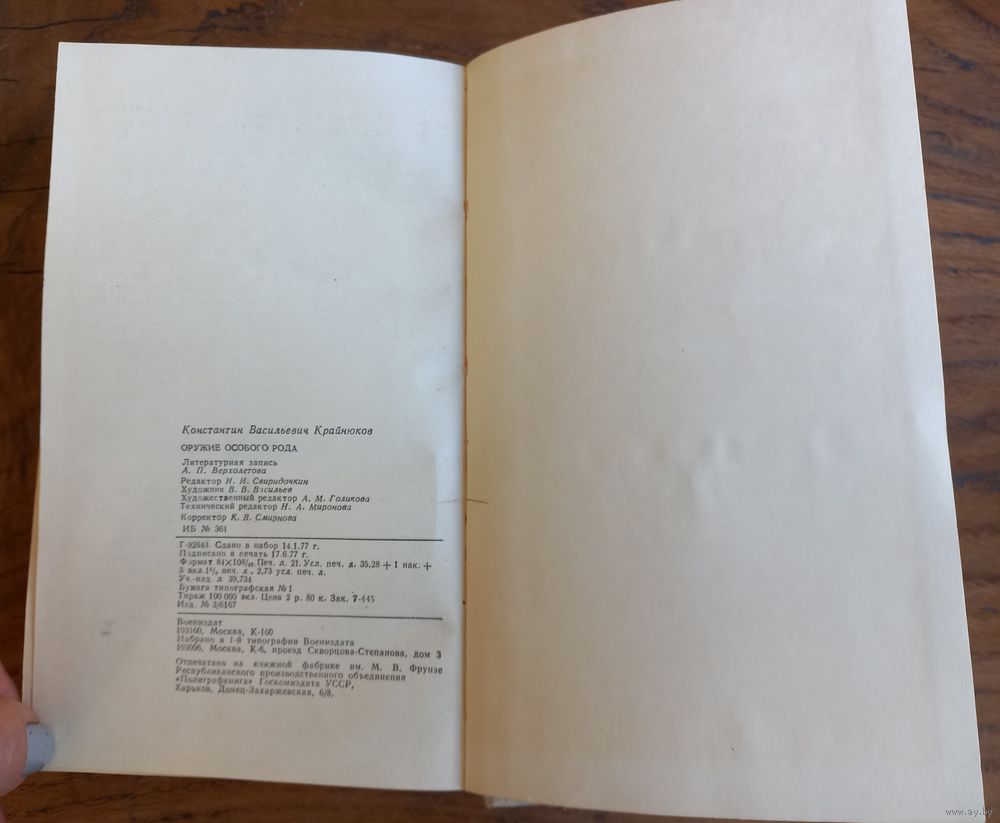 Константин Васильевич Крайнюков
ОРУЖИЕ ОСОБОГО РОДА
Литературная запись
А. П. Верхолетова
Редактор И. И. Свиридочкин
Художник В. В. Васильев
Художественный редактор А. М. Голикова
Технический редактор Н. А. Миронова
Корректор К. В. Смирнова
ИБ № 361
Г-92643. Сдано в набор 14.1.77 г.
Подписано в печать 17.6.77 г.
Формат 84×108/₃₂. Печ. л. 21. Усл. печ. л. 35,28 + 1 нак. +
3 вкл. печ. л., 2,73 усл. печ. л.
Уч.-изд. л 39,734
Бумага типографская № 1
Тираж 100 000 экз. Цена 2 р. 80 к. Зак. 7-445
Изд. № 3/6167
Воениздат
103160, Москва, К-160
Набрано в 1-й типографии Воениздата
103006, Москва, К-6, проезд Скворцова-Степанова, дом 3
Отпечатано на книжной фабрике им. М. В. Фрунзе
Республиканского производственного объединения
«Полиграфкнига» Госкомиздата УССР,
Харьков, Донец-Захаржевская, 6/8.
www.ay.by